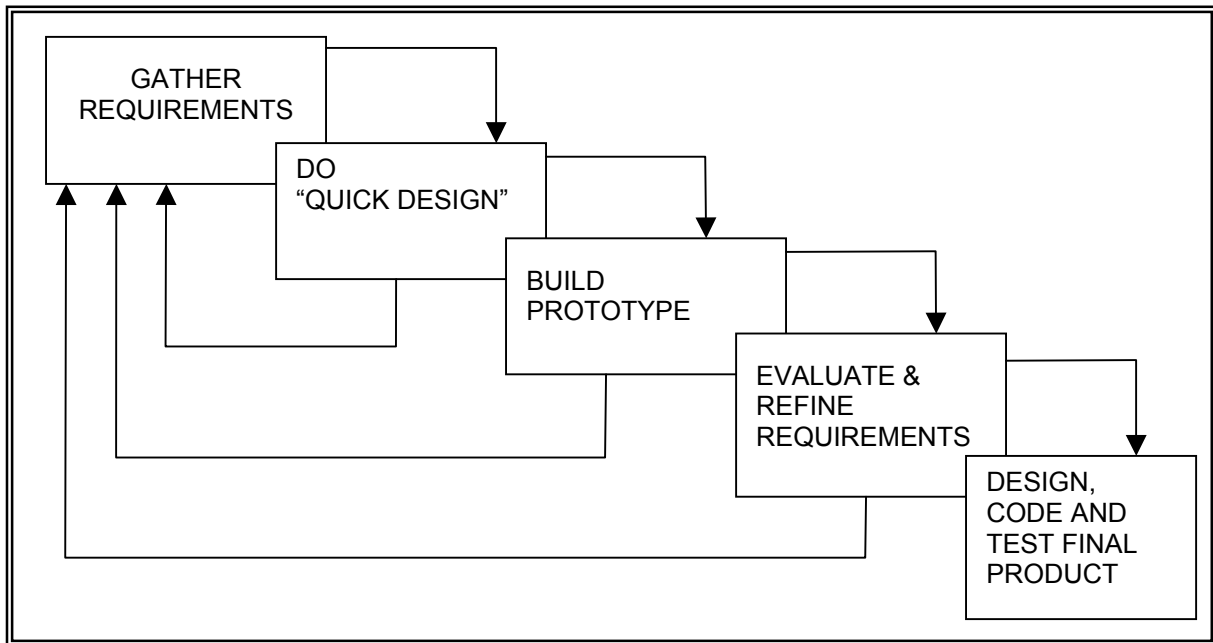 GATHER
REQUIREMENTS
DO
“QUICK DESIGN”
BUILD
PROTOTYPE
EVALUATE &
REFINE
REQUIREMENTS
DESIGN,
CODE AND
TEST FINAL
PRODUCT